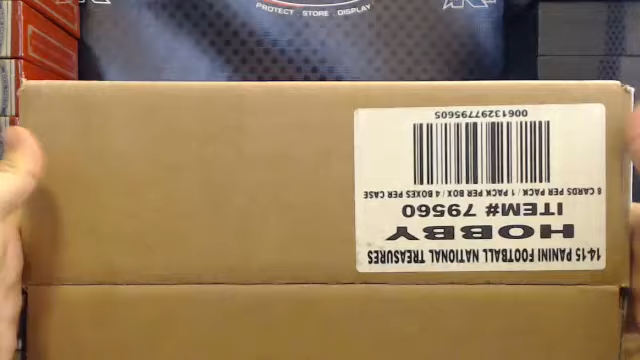 PROTECT . STORE . DISPLAY
14-15 PANINI FOOTBALL NATIONAL TREASURES
HOBBY
ITEM# 79560
8 CARDS PER PACK / 1 PACK PER BOX / 4 BOXES PER CASE
00613297795605